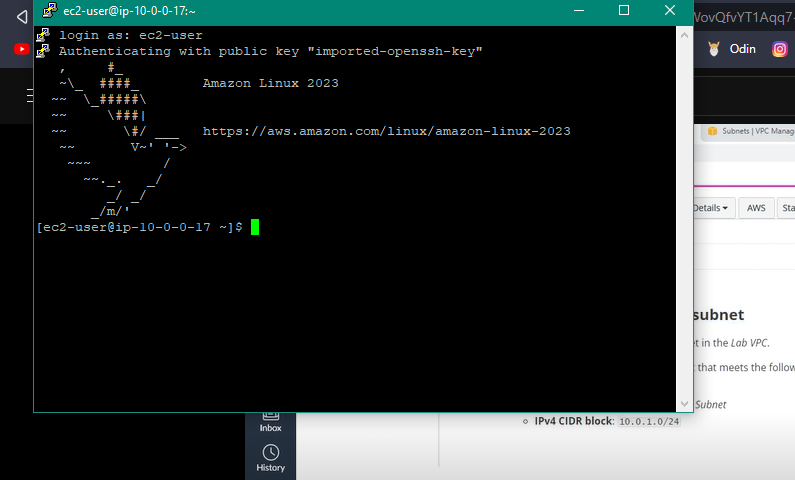 ec2-user@ip-10-0-0-17:~
login as: ec2-user
Authenticating with public key "imported-openssh-key"
   ,     #_
   ~\_  ####_        Amazon Linux 2023
  ~~  \_#####\
  ~~     \###|
  ~~       \#/ ___   https://aws.amazon.com/linux/amazon-linux-2023
   ~~       V~' '->
    ~~~         /
      ~~._.   _/
         _/ _/
       _/m/'
[ec2-user@ip-10-0-0-17 ~]$
WovQfvYT1Aqq7-
Odin
Subnets | VPC Manag
Details
AWS
Sta
subnet
et in the Lab VPC.
t that meets the follow
Subnet
IPv4 CIDR block: 10.0.1.0/24
Inbox
History